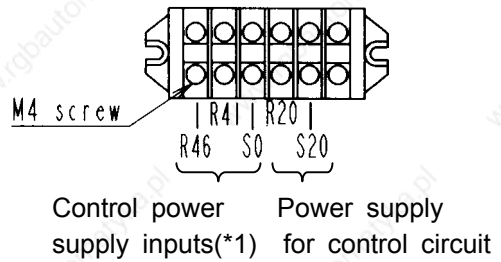 M4 screw
R41 R20
R46 S0 S20
Control power Power supply
supply inputs(*1) for control circuit